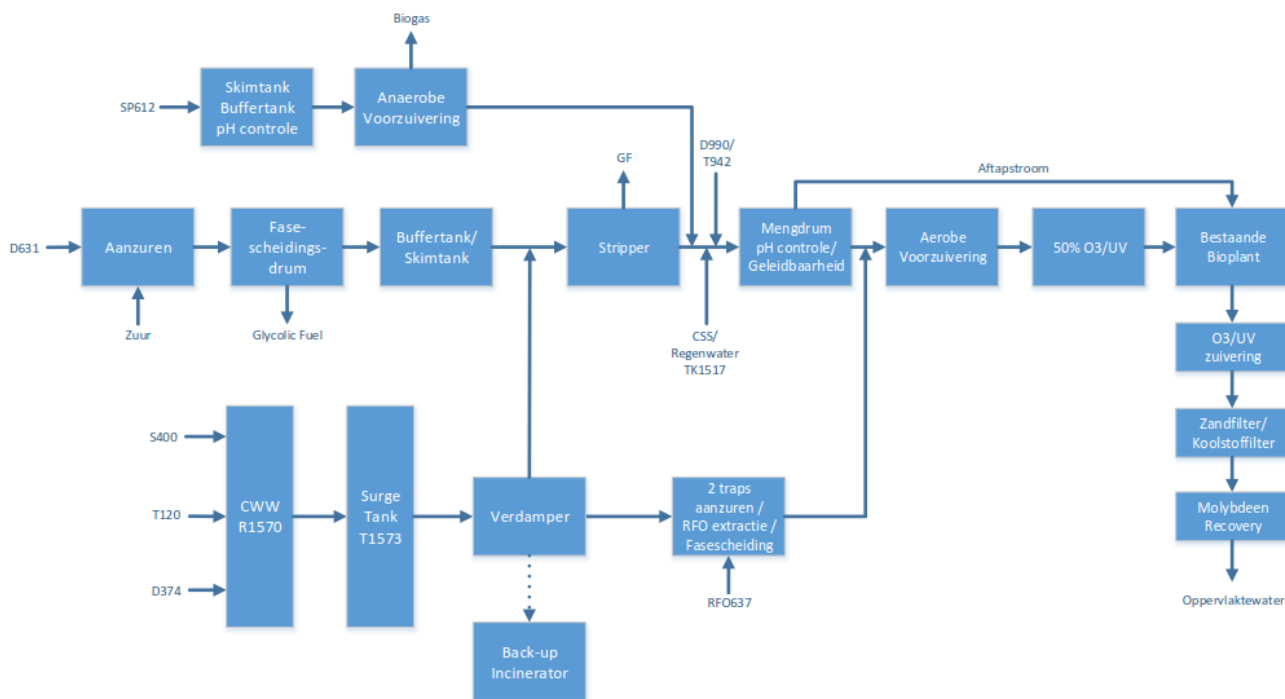 Biogas
SP612
Skimtank
Buffertank
pH controle
Anaerobe
Voorzuivering
D990/
T942
GF
Aftapstroom
D631
Aanzuren
Fase-
scheidings-
drum
Buffertank/
Skimtank
Stripper
Mengdrum
pH controle/
Geleidbaarheid
Aerobe
Voorzuivering
50% O3/UV
Bestaande
Bioplant
Zuur
Glycolic Fuel
CSS/
Regenwater
TK1517
O3/UV
zuivering
Zandfilter/
Koolstoffilter
S400
T120
D374
CWW
R1570
Surge
Tank
T1573
Verdamper
2 traps
aanzuren /
RFO extractie /
Fasescheiding
RFO637
Molybdeen
Recovery
Oppervlaktewater
Back-up
Incinerator